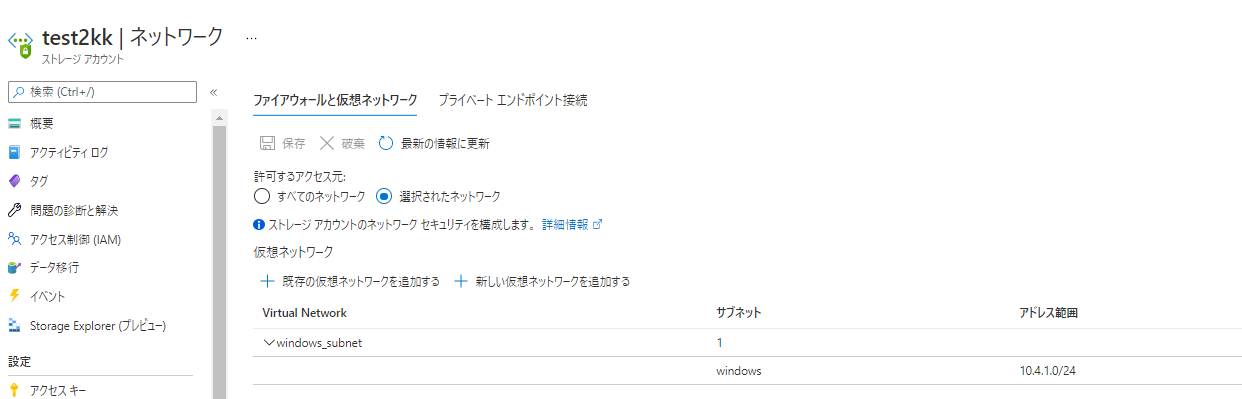 test2kk | ネットワーク …
ストレージ アカウント
検索 (Ctrl+/)
«
概要
アクティビティ ログ
タグ
問題の診断と解決
アクセス制御 (IAM)
データ移行
イベント
Storage Explorer (プレビュー)
設定
アクセス キー
ファイアウォールと仮想ネットワーク プライベート エンドポイント接続
保存 破棄 最新の情報に更新
許可するアクセス元:
すべてのネットワーク 選択されたネットワーク
ストレージ アカウントのネットワーク セキュリティを構成します。 詳細情報
仮想ネットワーク
+ 既存の仮想ネットワークを追加する + 新しい仮想ネットワークを追加する
Virtual Network サブネット アドレス範囲
windows_subnet 1
windows 10.4.1.0/24